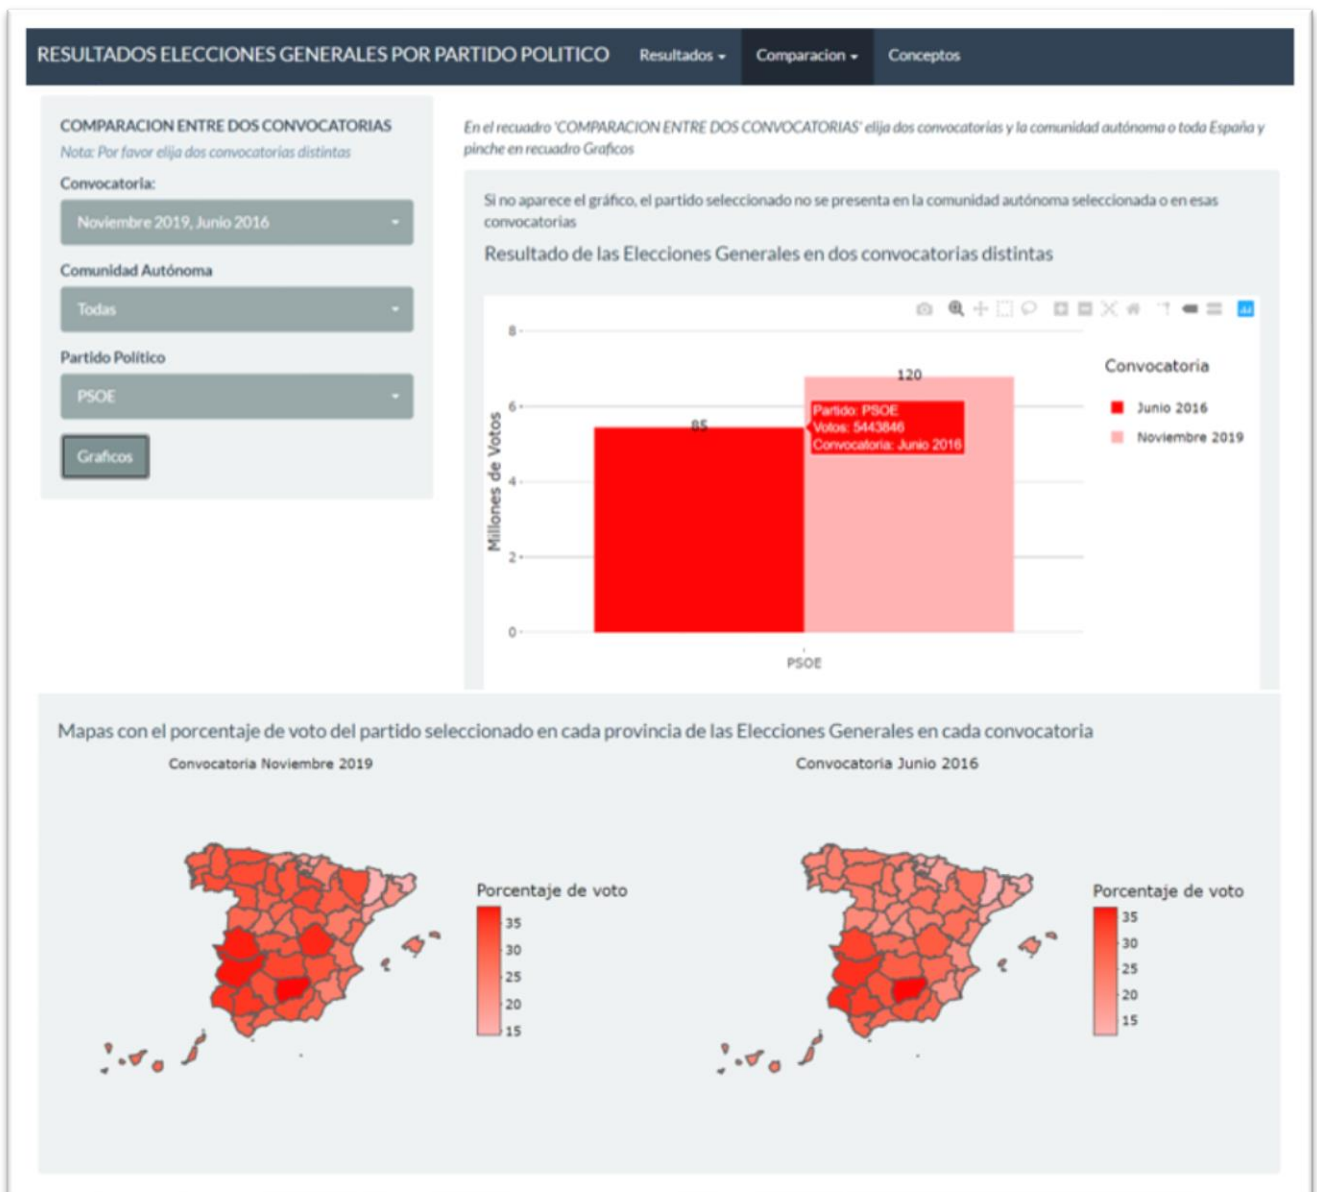 RESULTADOS ELECCIONES GENERALES POR PARTIDO POLITICO Resultados Comparacion Conceptos
COMPARACION ENTRE DOS CONVOCATORIAS
Nota: Por favor elija dos convocatorias distintas
Convocatoria:
Noviembre 2019, Junio 2016
Comunidad Autónoma
Todas
Partido Político
PSOE
Graficos
En el recuadro 'COMPARACION ENTRE DOS CONVOCATORIAS' elija dos convocatorias y la comunidad autónoma o toda España y
pinche en recuadro Graficos
Si no aparece el gráfico, el partido seleccionado no se presenta en la comunidad autónoma seleccionada o en esas
convocatorias
Resultado de las Elecciones Generales en dos convocatorias distintas
Millones de Votos
8
6
4
2
0
85
120
Partido: PSOE
Votos: 5443846
Convocatoria: Junio 2016
PSOE
Convocatoria
Junio 2016
Noviembre 2019
Mapas con el porcentaje de voto del partido seleccionado en cada provincia de las Elecciones Generales en cada convocatoria
Convocatoria Noviembre 2019
Porcentaje de voto
35
30
25
20
15
Convocatoria Junio 2016
Porcentaje de voto
35
30
25
20
15